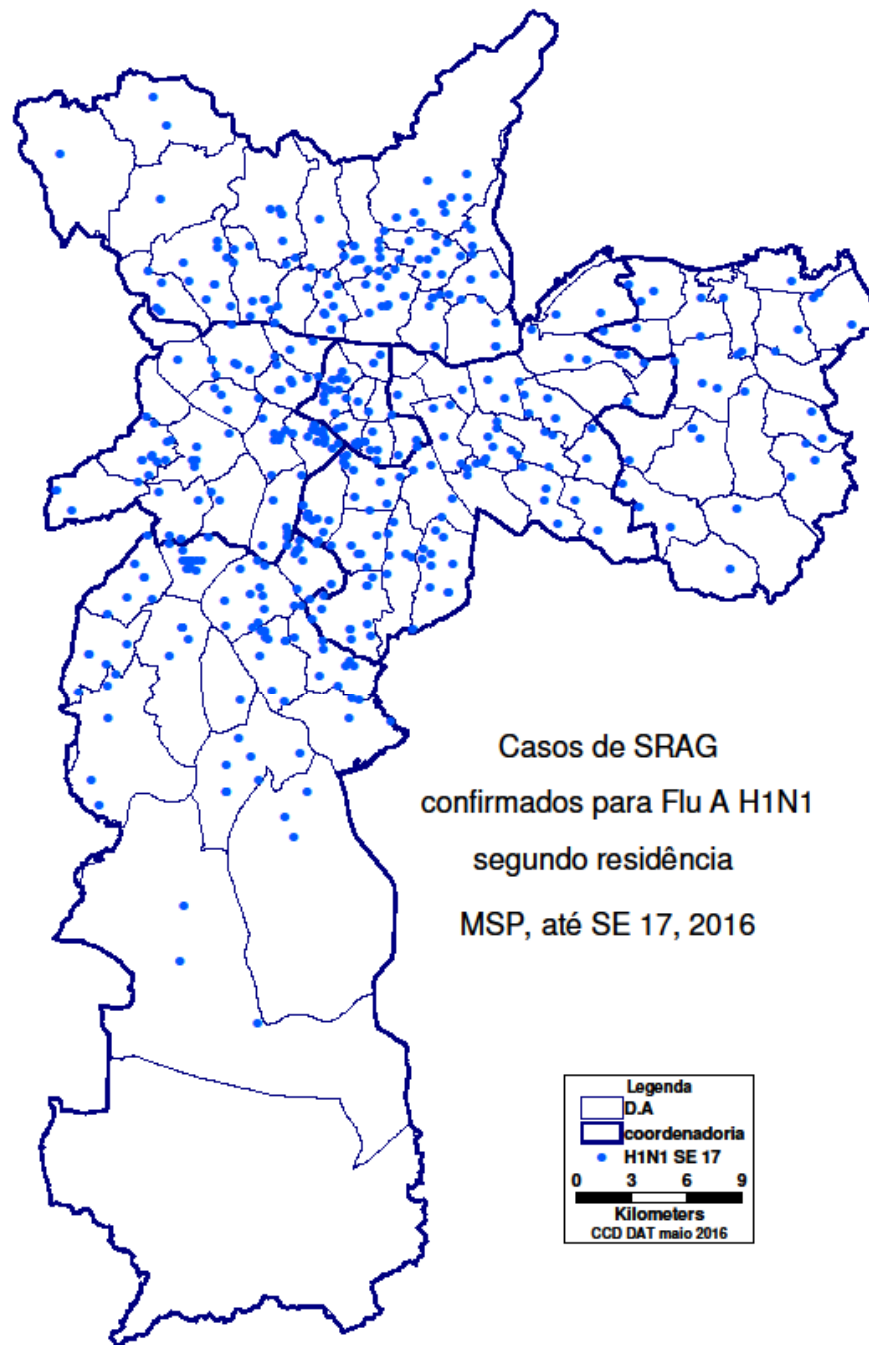 Casos de SRAG
confirmados para Flu A H1N1
segundo residência
MSP, até SE 17, 2016
Legenda
D.A
coordenadoria
H1N1 SE 17
0 3 6 9
Kilometers
CCD DAT maio 2016